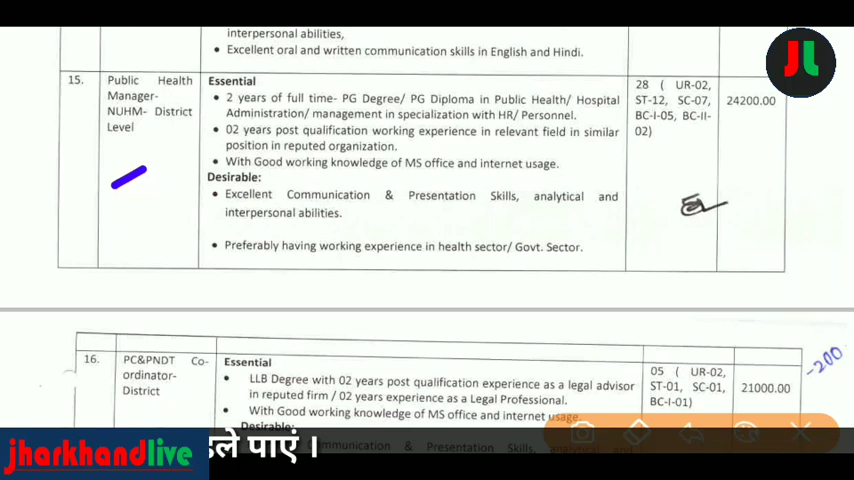 interpersonal abilities,
• Excellent oral and written communication skills in English and Hindi.
15.
Public Health
Manager-
NUHM- District
Level
Essential
• 2 years of full time- PG Degree/ PG Diploma in Public Health/ Hospital
Administration/ management in specialization with HR/ Personnel.
• 02 years post qualification working experience in relevant field in similar
position in reputed organization.
• With Good working knowledge of MS office and internet usage.
Desirable:
• Excellent Communication & Presentation Skills, analytical and
interpersonal abilities.
• Preferably having working experience in health sector/ Govt. Sector.
28 ( UR-02,
ST-12, SC-07,
BC-I-05, BC-II-
02)
24200.00
JL
16.
PC&PNDT Co-
ordinator-
District
Essential
• LLB Degree with 02 years post qualification experience as a legal advisor
in reputed firm / 02 years experience as a Legal Professional.
• With Good working knowledge of MS office and internet usage.
Desirable:
Communication & Presentation Skills, analytical and
05 ( UR-02,
ST-01, SC-01,
BC-I-01)
21000.00
-200
jharkhandlive
पाएं ।